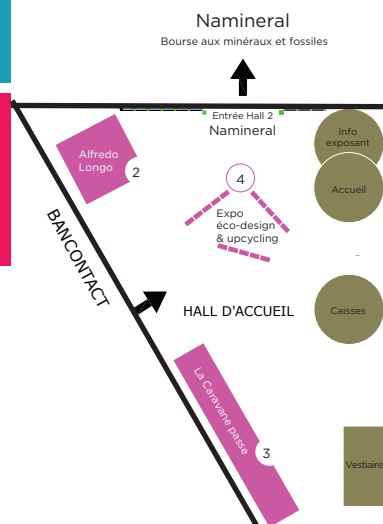 Namineral
Bourse aux minéraux et fossiles
Entrée Hall 2
Namineral
Info
exposant
Alfredo
Longo
2
4
Accueil
Expo
éco-design
& upcycling
BANCONTACT
HALL D'ACCUEIL
Caisses
La Caravane passe
3
Vestiaire